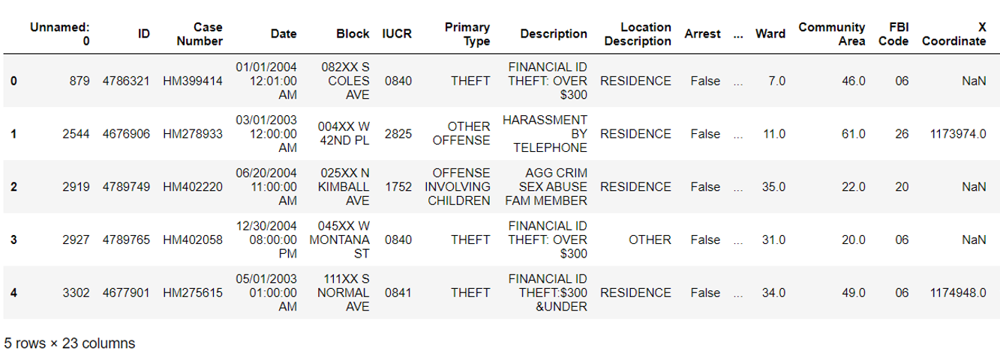 Unnamed: 0 ID Case Number Date Block IUCR Primary Type Description Location Description Arrest ... Ward Community Area FBI Code X Coordinate
0 879 4786321 HM399414 01/01/2004 12:01:00 AM 082XX S COLES AVE 0840 THEFT FINANCIAL ID THEFT: OVER $300 RESIDENCE False ... 7.0 46.0 06 NaN
1 2544 4676906 HM278933 03/01/2003 12:00:00 AM 004XX W 42ND PL 2825 OTHER OFFENSE HARASSMENT BY TELEPHONE RESIDENCE False ... 11.0 61.0 26 1173974.0
2 2919 4789749 HM402220 06/20/2004 11:00:00 AM 025XX N KIMBALL AVE 1752 OFFENSE INVOLVING CHILDREN AGG CRIM SEX ABUSE FAM MEMBER RESIDENCE False ... 35.0 22.0 20 NaN
3 2927 4789765 HM402058 12/30/2004 08:00:00 PM 045XX W MONTANA ST 0840 THEFT FINANCIAL ID THEFT: OVER $300 OTHER False ... 31.0 20.0 06 NaN
4 3302 4677901 HM275615 05/01/2003 01:00:00 AM 111XX S NORMAL AVE 0841 THEFT FINANCIAL ID THEFT:$300 &UNDER RESIDENCE False ... 34.0 49.0 06 1174948.0
5 rows × 23 columns